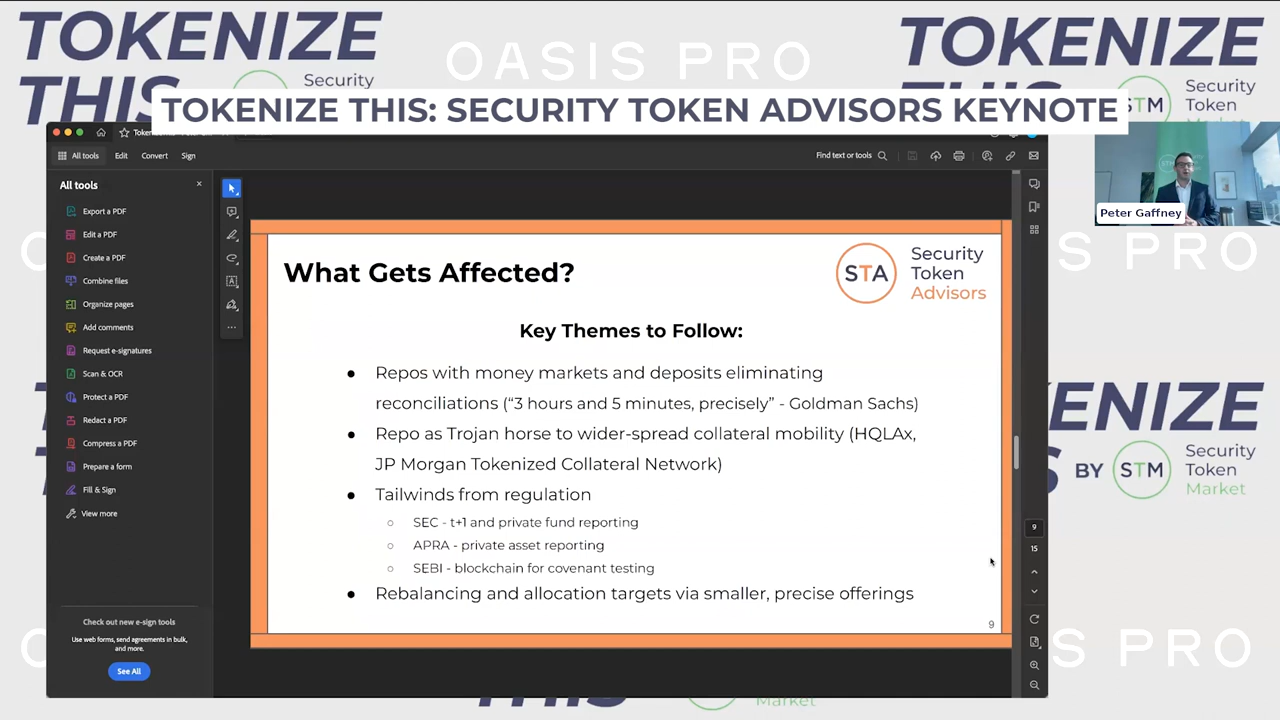 TOKENIZE
THIS
Security
OASIS PRO
TOKENIZE
STM
Security
Token
TOKENIZE THIS: SECURITY TOKEN ADVISORS KEYNOTE
All tools
Edit
Convert
Sign
Find text or tools
Peter Gaffney
All tools
Export a PDF
Edit a PDF
Create a PDF
Combine files
Organize pages
Add comments
Request e-signatures
Scan & OCR
Protect a PDF
Redact a PDF
Compress a PDF
Prepare a form
Fill & Sign
View more
Check out new e-sign tools
Use web forms, send agreements in bulk,
and more.
See All
What Gets Affected?
STA
Security
Token
Advisors
Key Themes to Follow:
● Repos with money markets and deposits eliminating
reconciliations (“3 hours and 5 minutes, precisely” - Goldman Sachs)
● Repo as Trojan horse to wider-spread collateral mobility (HQLAx,
JP Morgan Tokenized Collateral Network)
● Tailwinds from regulation
○ SEC - t+1 and private fund reporting
○ APRA - private asset reporting
○ SEBI - blockchain for covenant testing
● Rebalancing and allocation targets via smaller, precise offerings
9
9
15
S PRO
ENIZE
S BY STM
Security
Token
Market
S PRO
THIS
Market